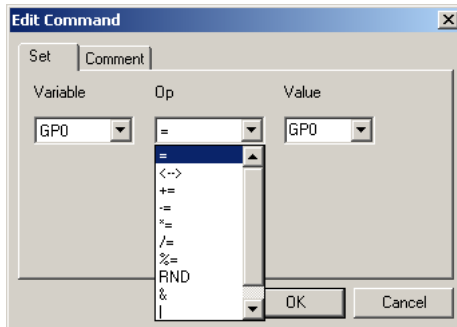 Edit Command
Set Comment
Variable Op Value
GP0 = GP0
=
<-->
+=
-=
*=
/=
%=
RND
&
|
OK Cancel